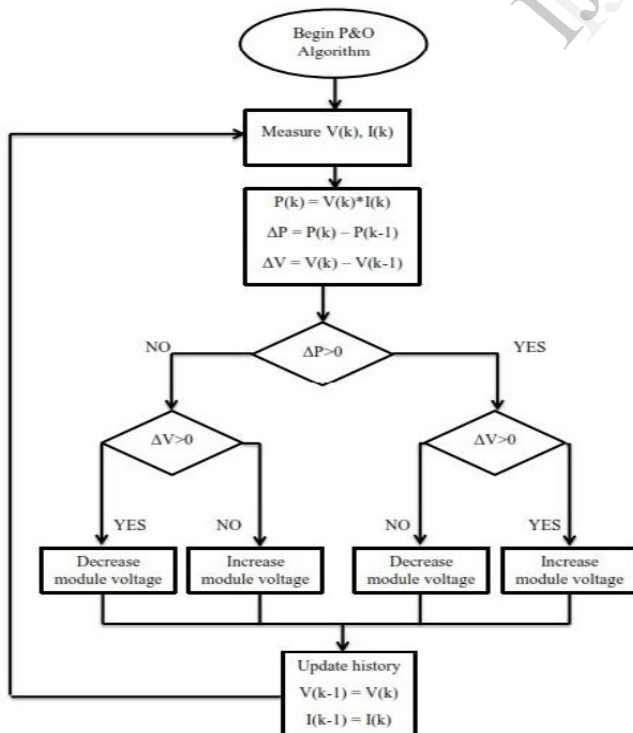 Begin P&O
Algorithm
Measure V(k), I(k)
P(k) = V(k)*I(k)
ΔP = P(k) – P(k-1)
ΔV = V(k) – V(k-1)
ΔP>0
NO
YES
ΔV>0
ΔV>0
YES
NO
NO
YES
Decrease
module voltage
Increase
module voltage
Decrease
module voltage
Increase
module voltage
Update history
V(k-1) = V(k)
I(k-1) = I(k)